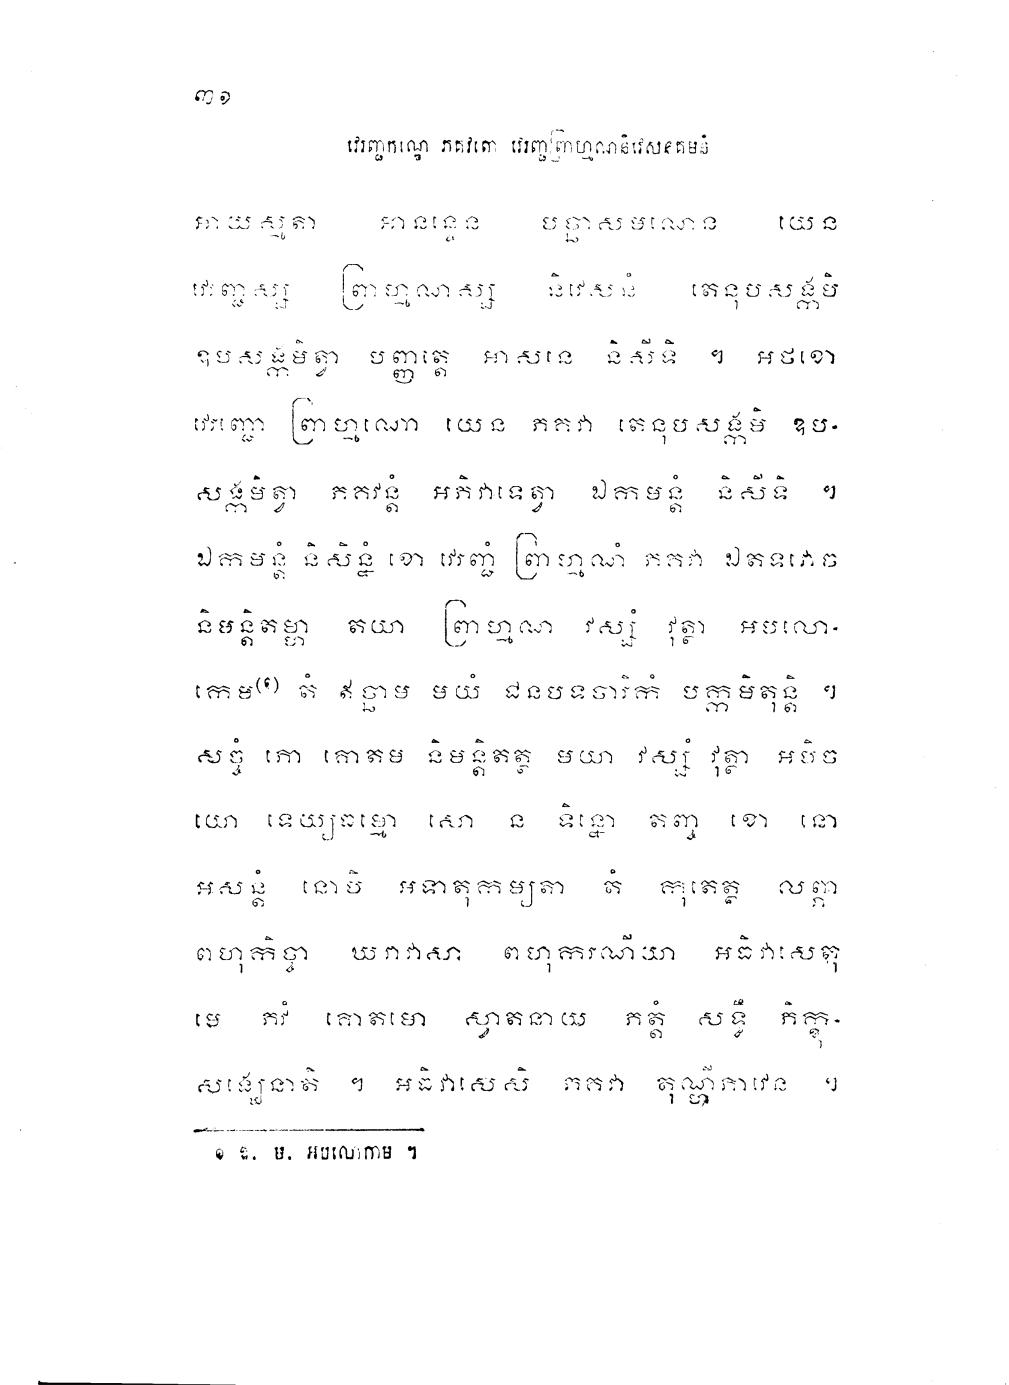 ៣១
វេរញ្ជកណ្ឌេ ភគវតោ វេរញ្ជព្រាហ្មណនិវេសនគមនំ
អាយស្មតា អានន្ទេន បច្ឆាសមណេន យេន
វេរញ្ជស្ស ព្រាហ្មណស្ស និវេសនំ តេនុបសង្កមិ
ឧបសង្កមិត្វា បញ្ញត្តេ អាសនេ និសីទិ ។ អថខោ
វេរញ្ជោ ព្រាហ្មណោ យេន ភគវា តេនុបសង្កមិ ឧប-
សង្កមិត្វា ភគវន្តំ អភិវាទេត្វា ឯកមន្តំ និសីទិ ។
ឯកមន្តំ និសិន្នំ ខោ វេរញ្ជំ ព្រាហ្មណំ ភគវា ឯតទវោច
និមន្តិតម្ហា តយា ព្រាហ្មណ វស្សំ វុត្ថា អបលោ-
កេម(១) តំ ឥច្ឆាម មយំ ជនបទចារិកំ បក្កមិតុន្តិ ។
សច្ចំ ភោ គោតម និមន្តិតត្ថ មយា វស្សំ វុត្ថា អបិច
យោ ទេយ្យធម្មោ សោ ន ទិន្នោ តញ្ច ខោ នោ
អសន្តំ នោបិ អទាតុកម្យតា តំ កុតេត្ថ លព្ភា
ពហុកិច្ចា ឃរាវាសា ពហុករណីយា អធិវាសេតុ
មេ ភវំ គោតមោ ស្វាតនាយ ភត្តំ សទ្ធឹ ភិក្ខុ-
សង្ឃេនាតិ ។ អធិវាសេសិ ភគវា តុណ្ហីភាវេន ។
១ ឱ. ម. អបលោកាម ។